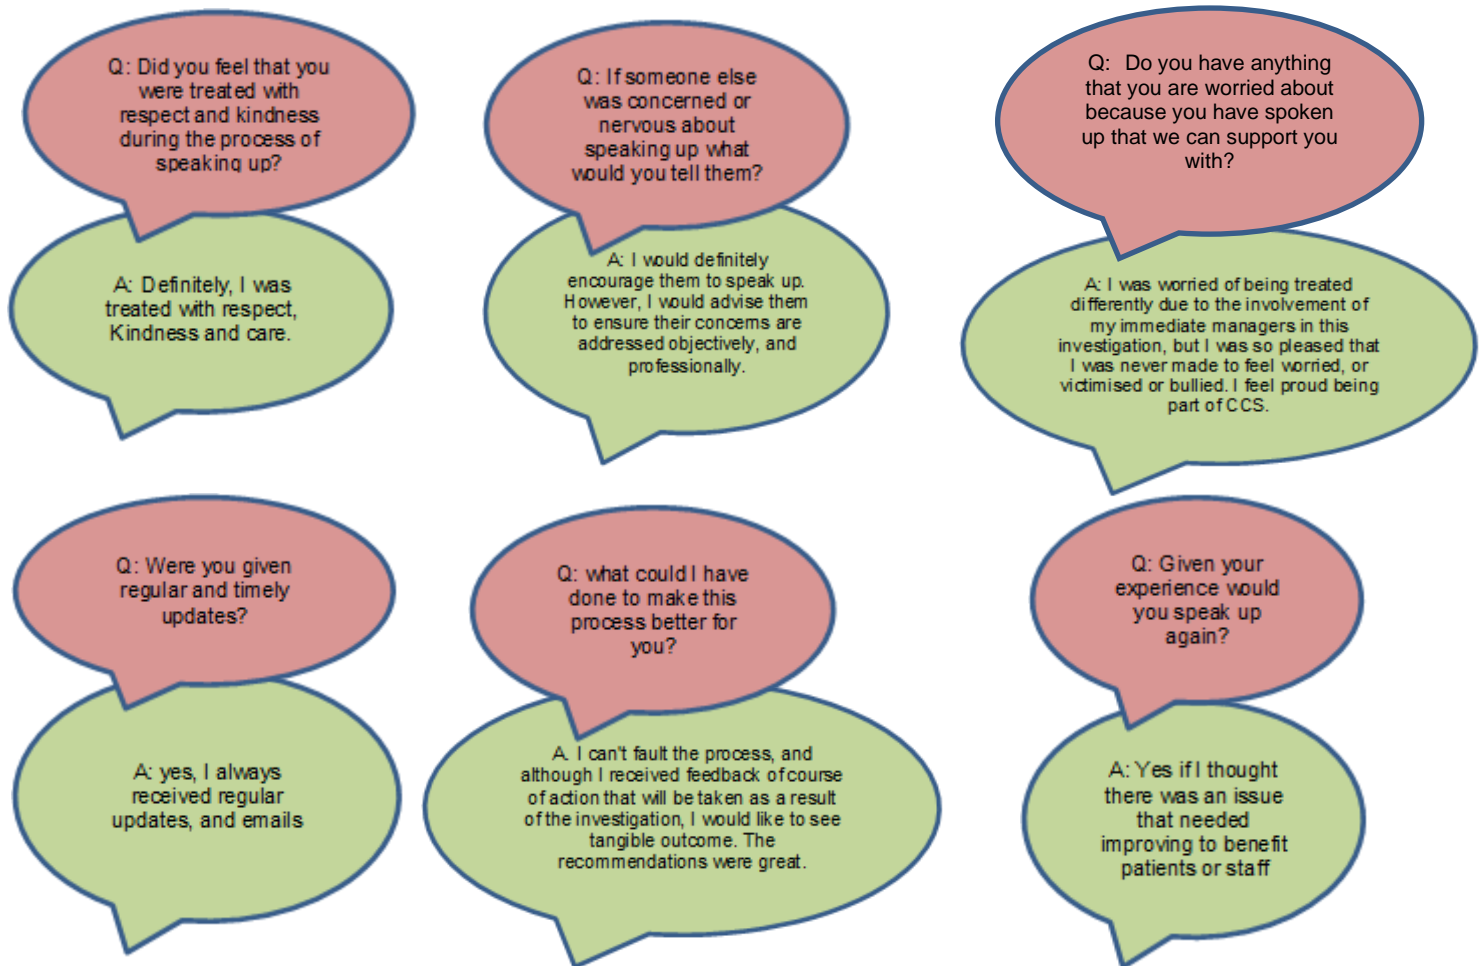 Q: Did you feel that you
were treated with
respect and kindness
during the process of
speaking up?
A: Definitely, I was
treated with respect,
Kindness and care.
Q: If someone else
was concerned or
nervous about
speaking up what
would you tell them?
A: I would definitely
encourage them to speak up.
However, I would advise them
to ensure their concerns are
addressed objectively, and
professionally.
Q: Do you have anything
that you are worried about
because you have spoken
up that we can support you
with?
A: I was worried of being treated
differently due to the involvement of
my immediate managers in this
investigation, but I was so pleased that
I was never made to feel worried, or
victimised or bullied. I feel proud being
part of CCS.
Q: Were you given
regular and timely
updates?
A: yes, I always
received regular
updates, and emails
Q: what could I have
done to make this
process better for
you?
A. I can't fault the process, and
although I received feedback of course
of action that will be taken as a result
of the investigation, I would like to see
tangible outcome. The
recommendations were great.
Q: Given your
experience would
you speak up
again?
A: Yes if I thought
there was an issue
that needed
improving to benefit
patients or staff